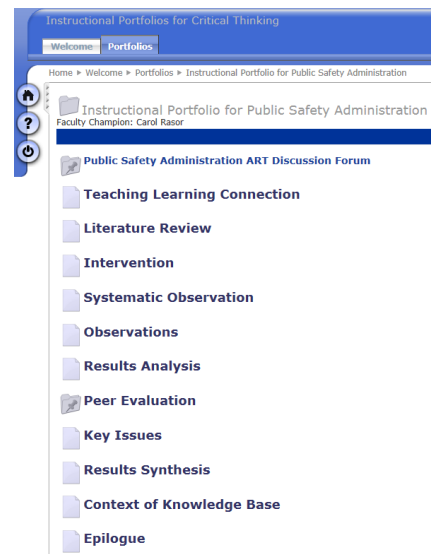 Instructional Portfolios for Critical Thinking
Welcome Portfolios
Home ▸ Welcome ▸ Portfolios ▸ Instructional Portfolio for Public Safety Administration
Instructional Portfolio for Public Safety Administration
Faculty Champion: Carol Rasor
?
Public Safety Administration ART Discussion Forum
Teaching Learning Connection
Literature Review
Intervention
Systematic Observation
Observations
Results Analysis
Peer Evaluation
Key Issues
Results Synthesis
Context of Knowledge Base
Epilogue